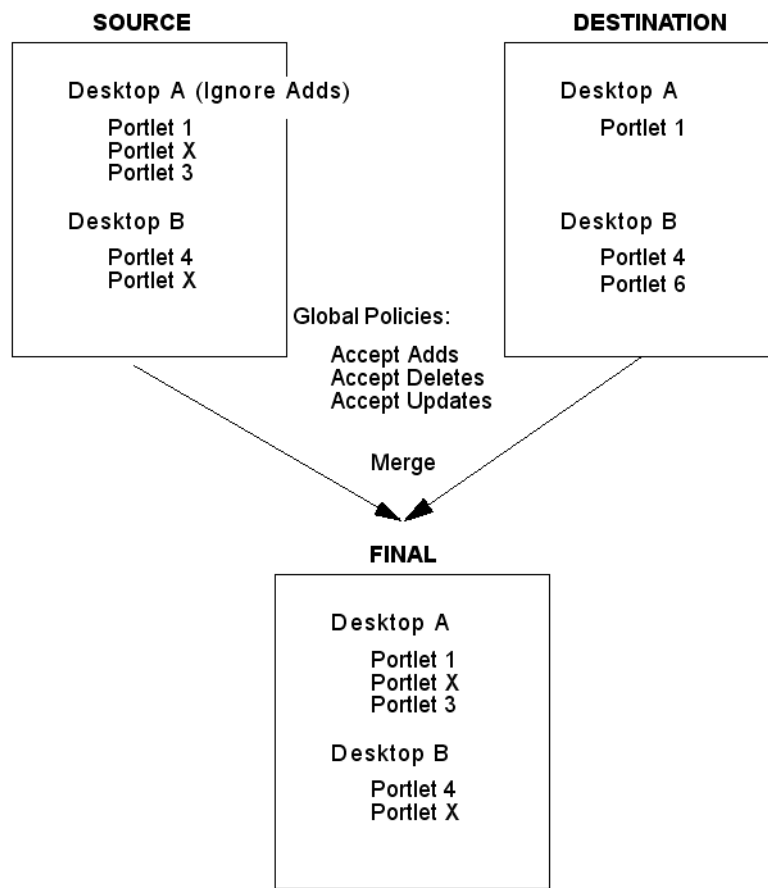 SOURCE
Desktop A (Ignore Adds)
Portlet 1
Portlet X
Portlet 3
Desktop B
Portlet 4
Portlet X
DESTINATION
Desktop A
Portlet 1
Desktop B
Portlet 4
Portlet 6
Global Policies:
Accept Adds
Accept Deletes
Accept Updates
Merge
FINAL
Desktop A
Portlet 1
Portlet X
Portlet 3
Desktop B
Portlet 4
Portlet X